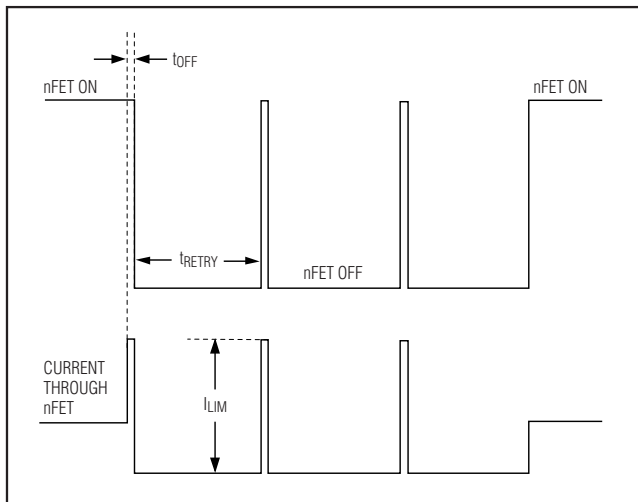 tOFF
nFET ON
nFET ON
tRETRY
nFET OFF
CURRENT
THROUGH
nFET
ILIM